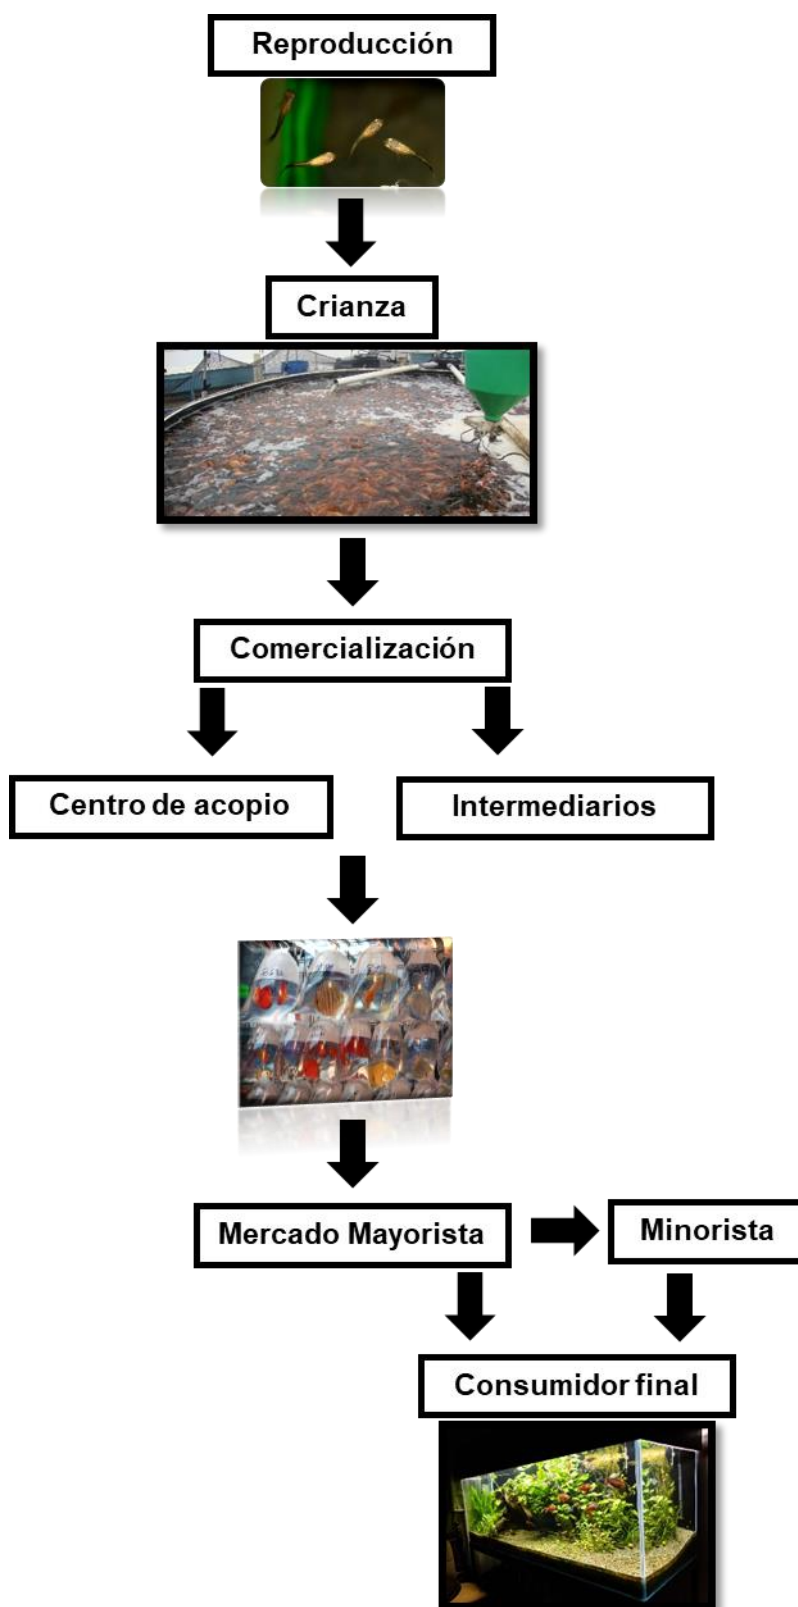 Reproducción
Crianza
Comercialización
Centro de acopio
Intermediarios
Mercado Mayorista
Minorista
Consumidor final